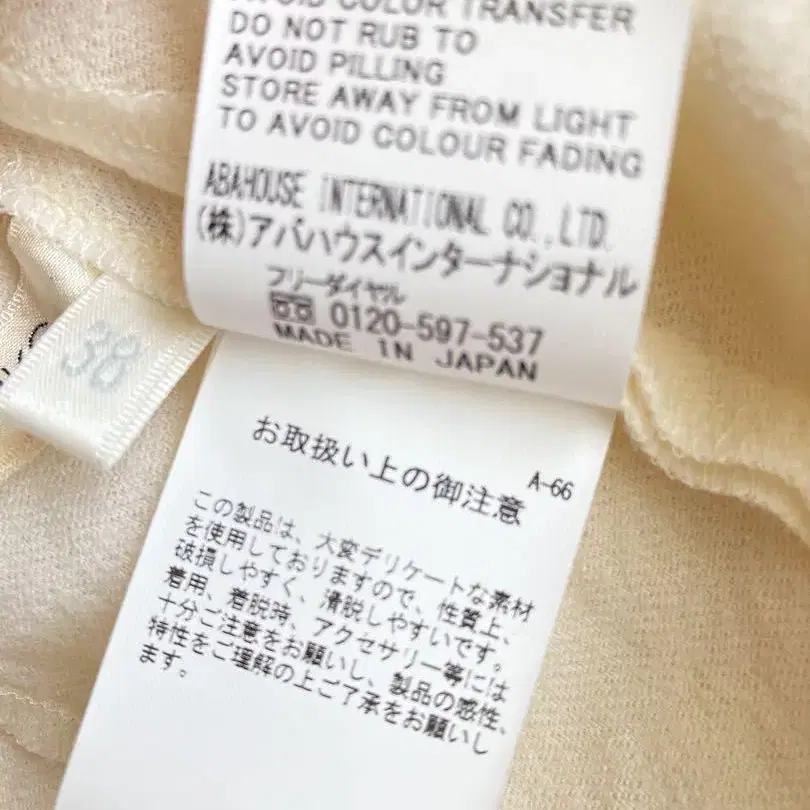 AVOID COLOR TRANSFER
DO NOT RUB TO
AVOID PILLING
STORE AWAY FROM LIGHT
TO AVOID COLOUR FADING
ABAHOUSE INTERNATIONAL CO.,LTD.
(株)アバハウスインターナショナル
フリーダイヤル
0120-597-537
MADE IN JAPAN
38
お取扱い上の御注意
A-66
この製品は、大変デリケートな素材
を使用しておりますので、性質上、
破損しやすく、滑脱しやすいです。
着用、着脱時、アクセサリー等には
十分ご注意をお願いし、製品の感性、
特性をご理解の上ご了承をお願いし
ます。